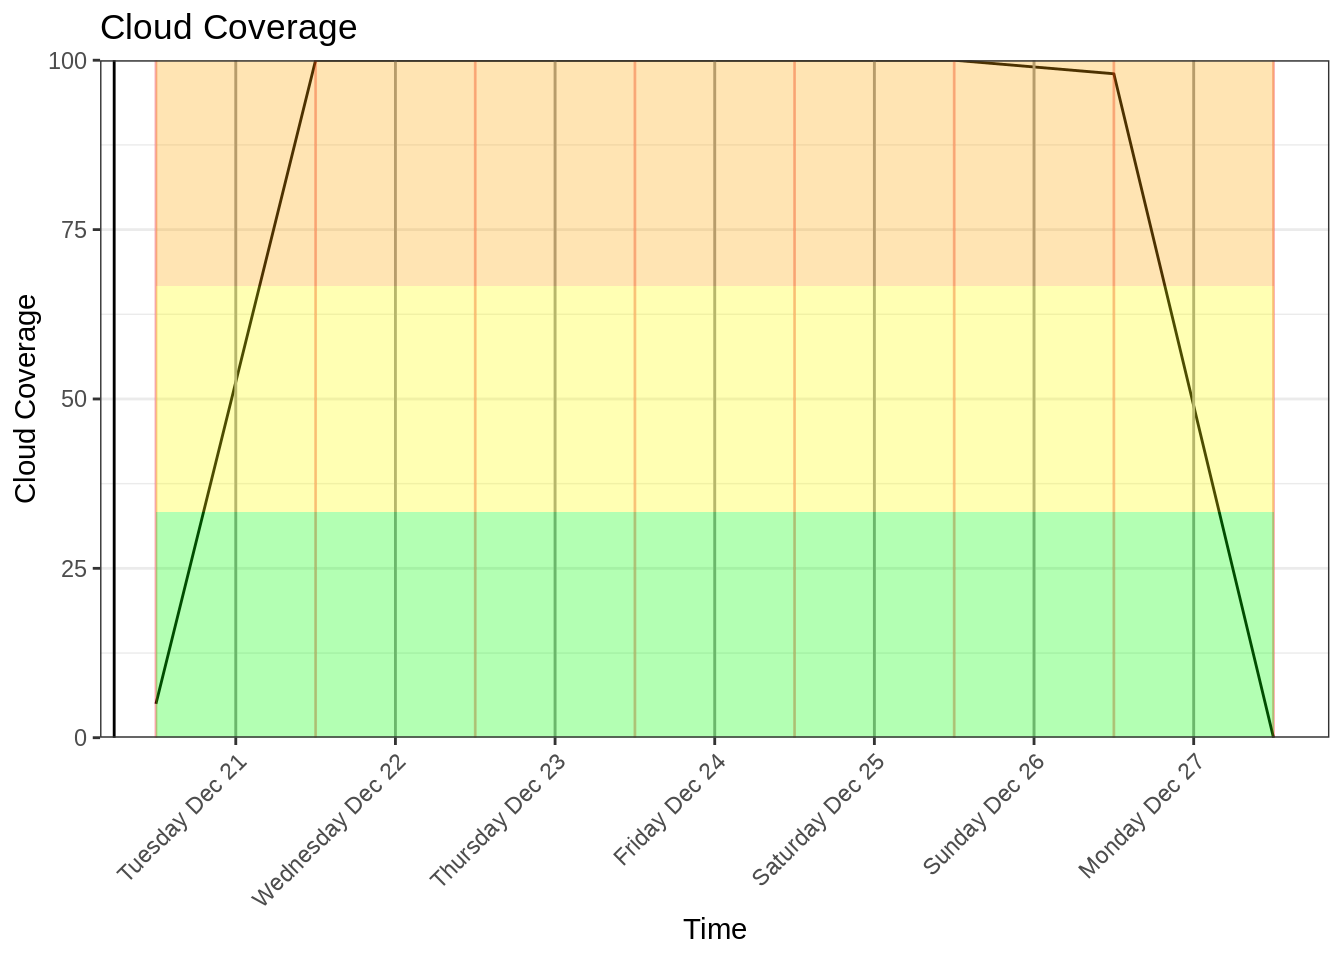 Cloud Coverage
Cloud Coverage
100
75
50
25
0
Tuesday Dec 21
Wednesday Dec 22
Thursday Dec 23
Friday Dec 24
Saturday Dec 25
Sunday Dec 26
Monday Dec 27
Time